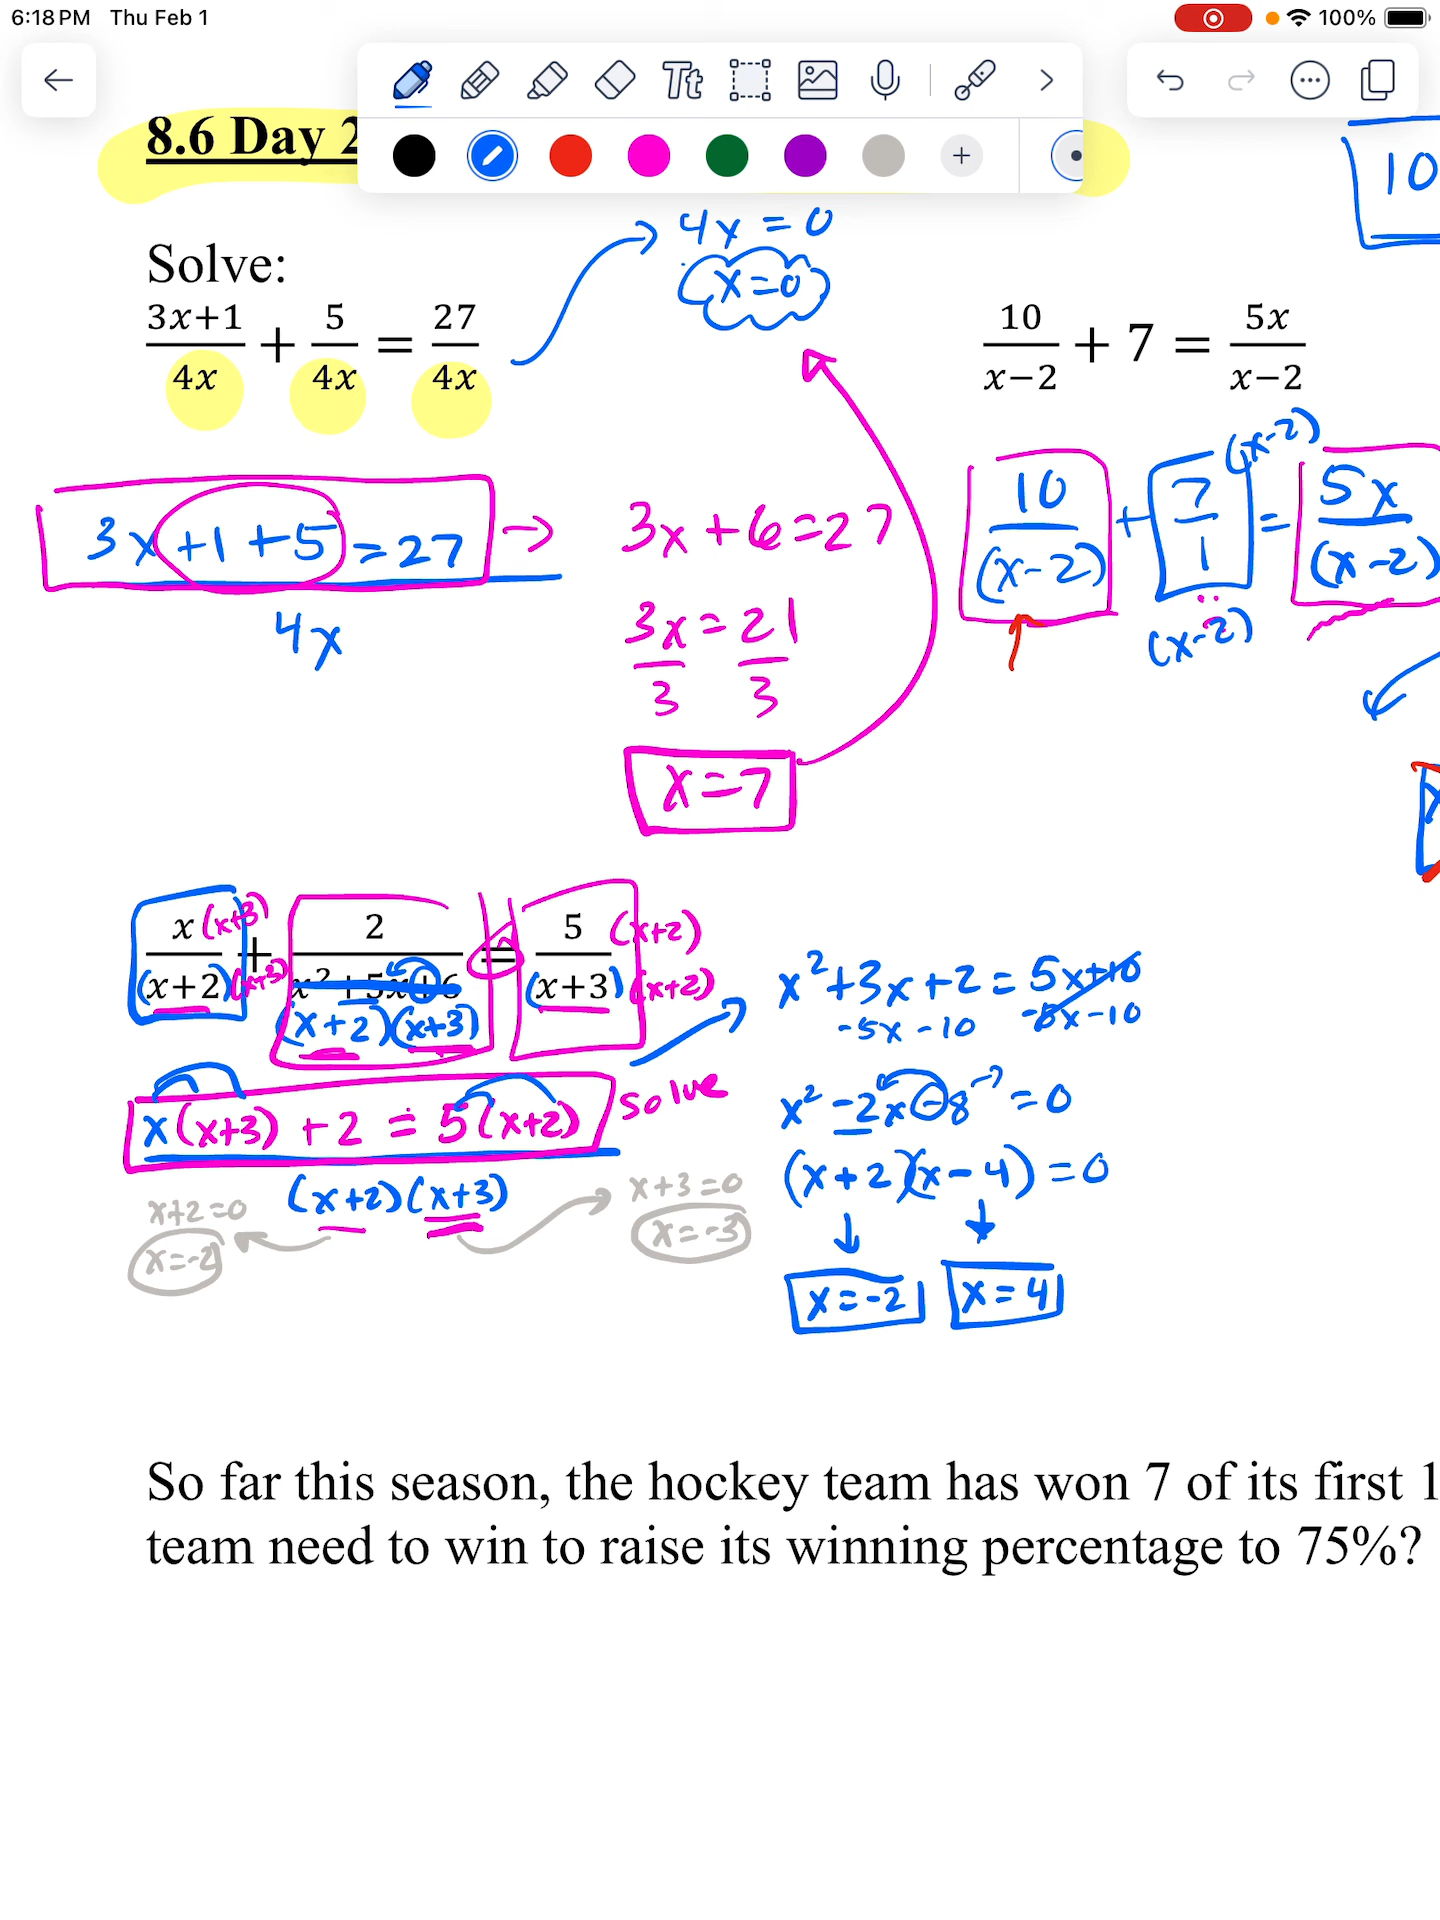 6:18 PM Thu Feb 1
100%
Tt
8.6 Day 2
10
4x = 0
x=0
Solve:
3x+1/4x + 5/4x = 27/4x
10/x−2 + 7 = 5x/x−2
3x +1 +5 = 27
4x
→ 3x+6=27
3x = 21
3 3
x=7
10/(x-2) + 7/1 = 5x/(x-2)
(x-2)
(x-2)
x/(x+2) + 2/x²+5x+6 = 5/(x+3)
(x+3) (x+2)
(x+3) (x+2)
(x+2)(x+3)
x(x+3) + 2 = 5(x+2) solve
(x+2)(x+3)
x+2=0
x=-2
x+3=0
x=-3
x²+3x+2 = 5x+10
-5x -10 -5x-10
x² -2x -8 = 0
(x+2)(x-4) = 0
x=-2 x=4
So far this season, the hockey team has won 7 of its first 1
team need to win to raise its winning percentage to 75%?